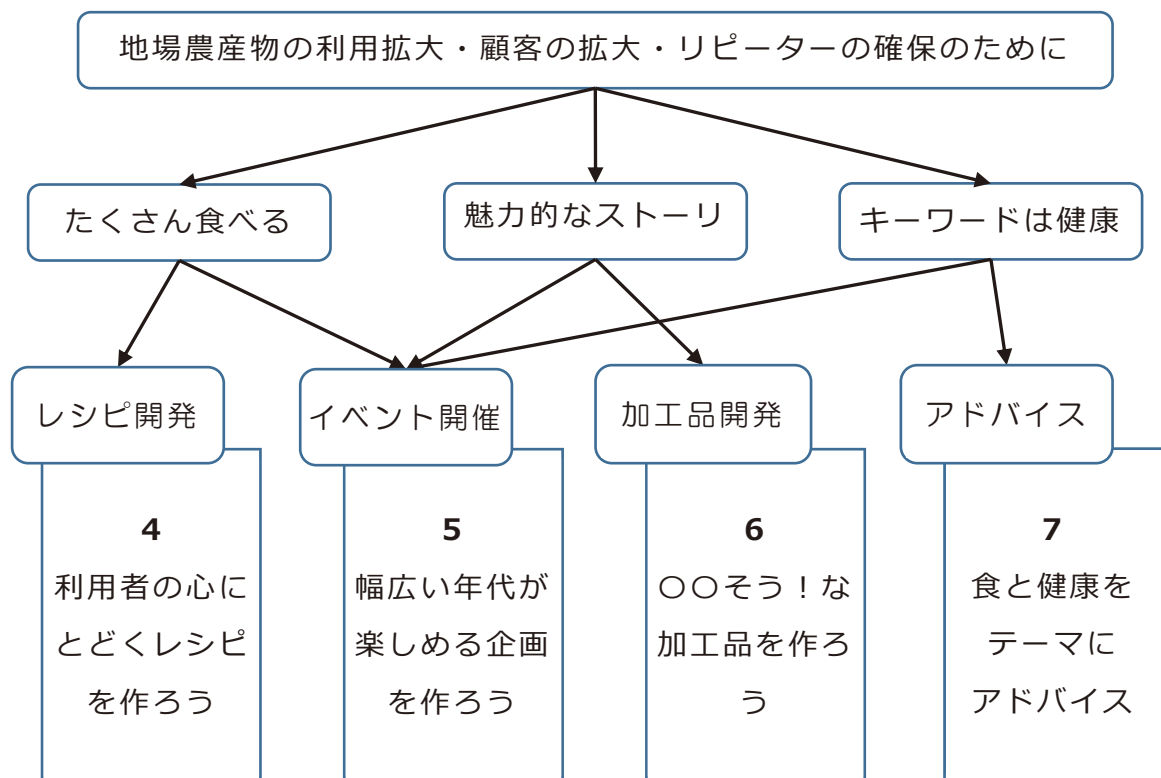 地場農産物の利用拡大・顧客の拡大・リピーターの確保のために
たくさん食べる
魅力的なストーリ
キーワードは健康
レシピ開発
イベント開催
加工品開発
アドバイス
4
利用者の心に
とどくレシピ
を作ろう
5
幅広い年代が
楽しめる企画
を作ろう
6
〇〇そう！な
加工品を作ろ
う
7
食と健康を
テーマに
アドバイス